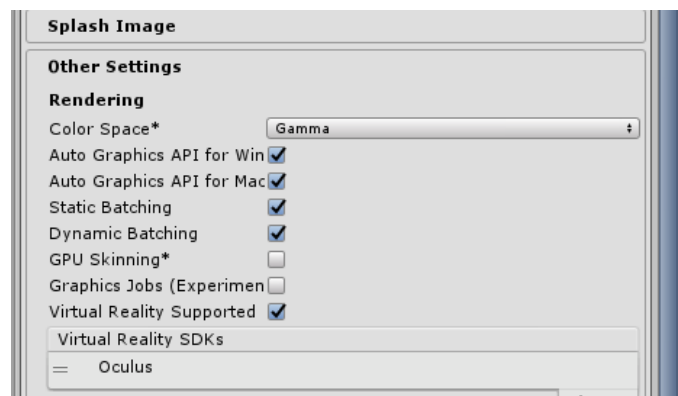 Splash Image
Other Settings
Rendering
Color Space* Gamma
Auto Graphics API for Win
Auto Graphics API for Mac
Static Batching
Dynamic Batching
GPU Skinning*
Graphics Jobs (Experimen
Virtual Reality Supported
Virtual Reality SDKs
Oculus